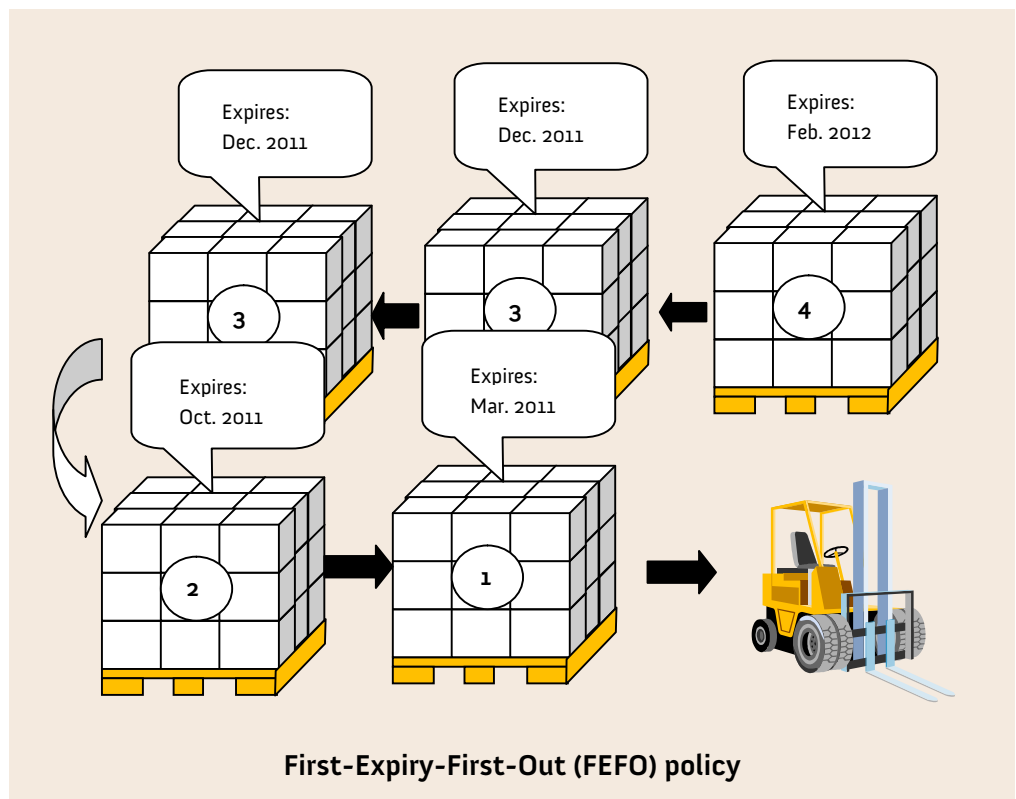 Expires:
Dec. 2011
Expires:
Dec. 2011
Expires:
Feb. 2012
3
3
4
Expires:
Oct. 2011
Expires:
Mar. 2011
2
1
First-Expiry-First-Out (FEFO) policy